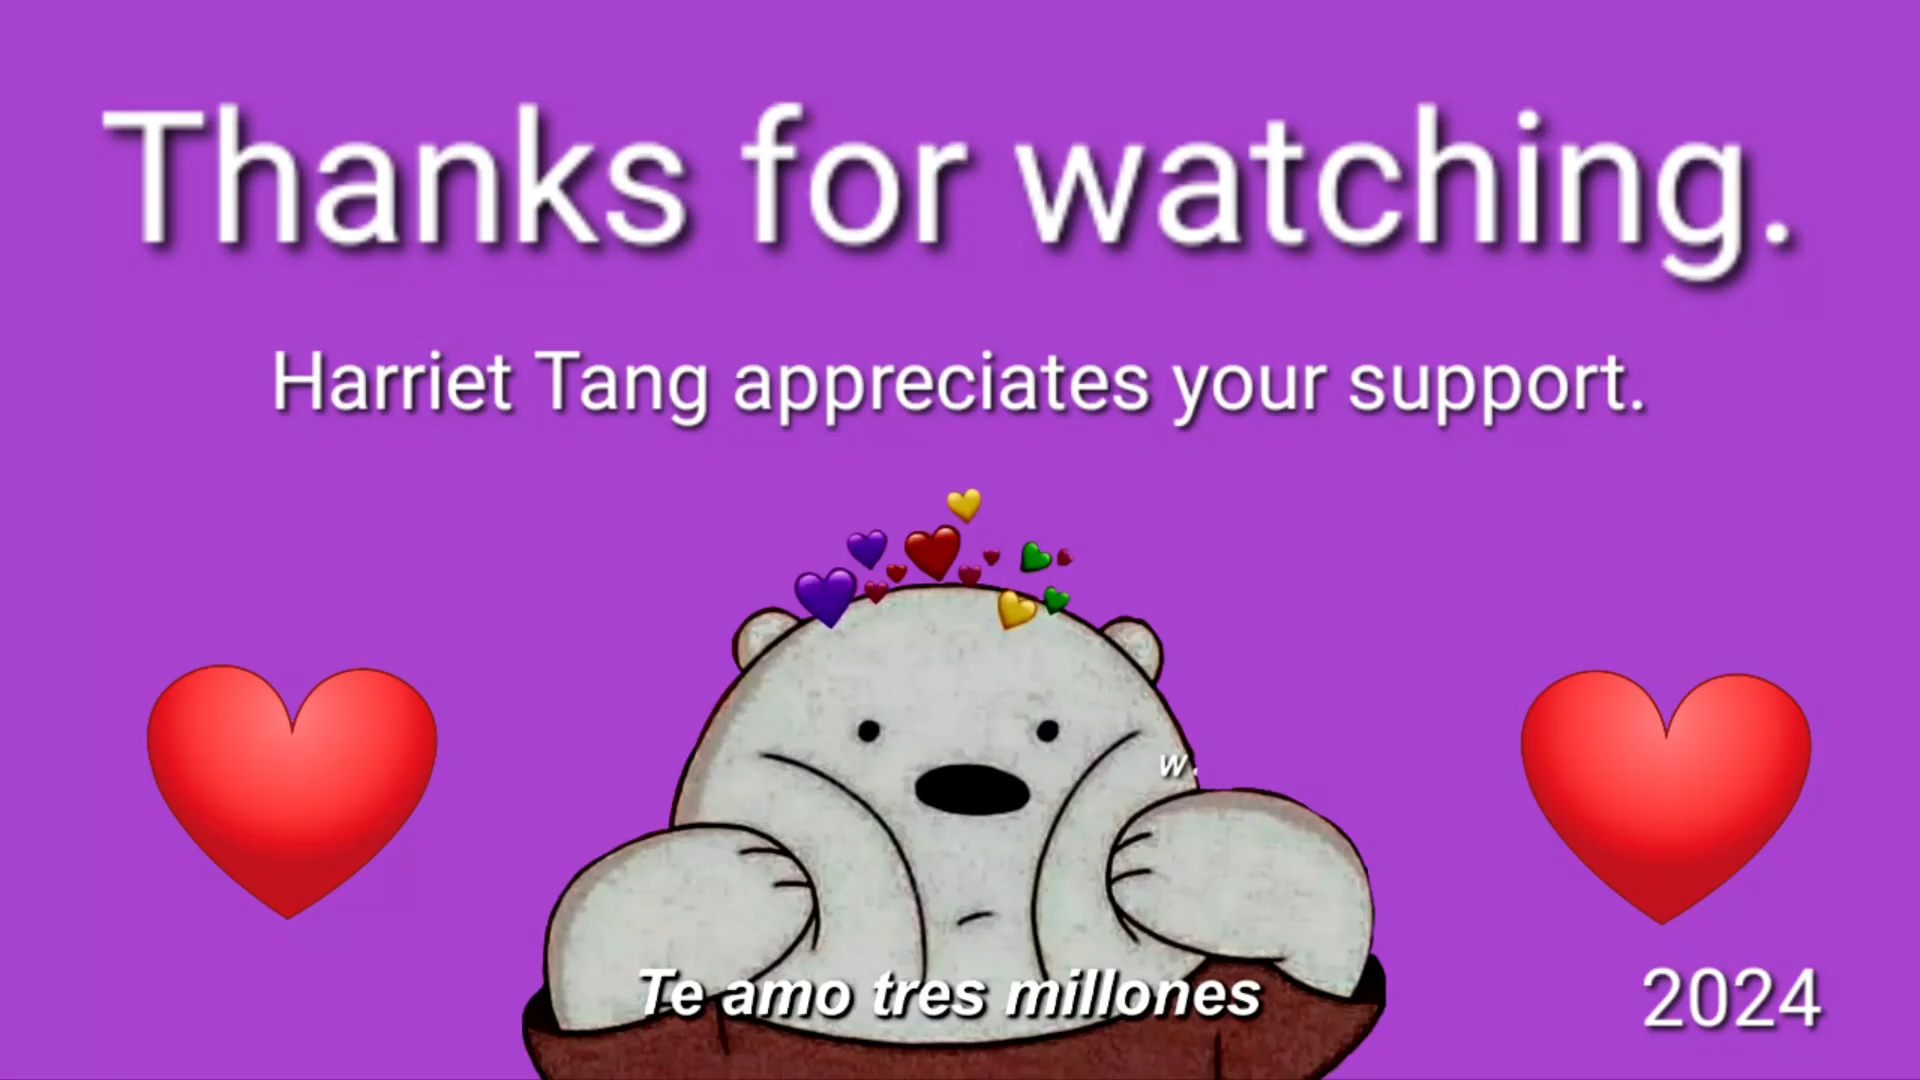 Thanks for watching.
Harriet Tang appreciates your support.
w.
Te amo tres millones
2024